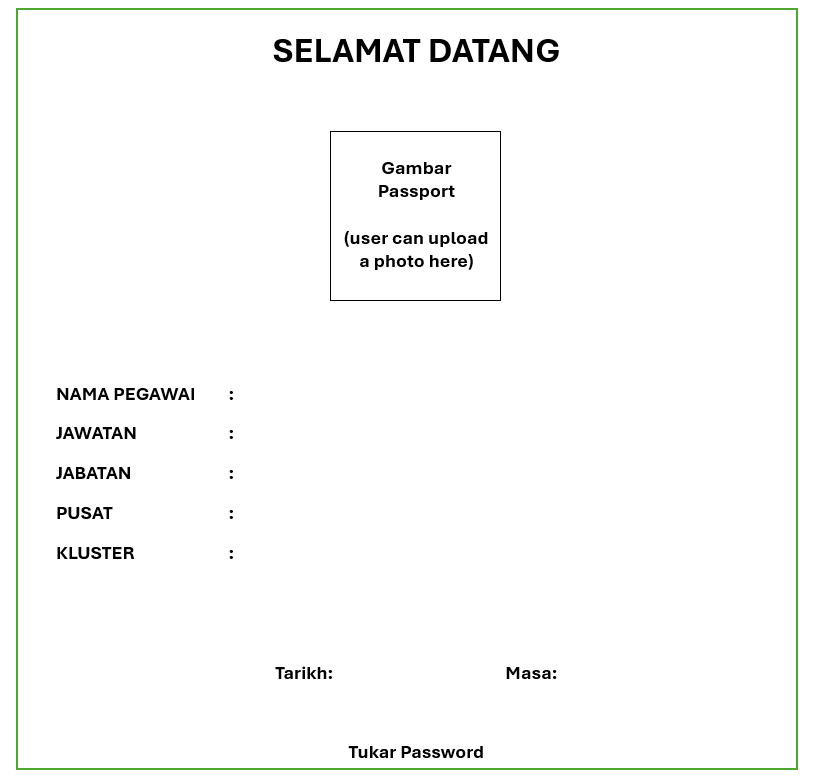 SELAMAT DATANG
Gambar
Passport
(user can upload
a photo here)
NAMA PEGAWAI :
JAWATAN :
JABATAN :
PUSAT :
KLUSTER :
Tarikh: Masa:
Tukar Password